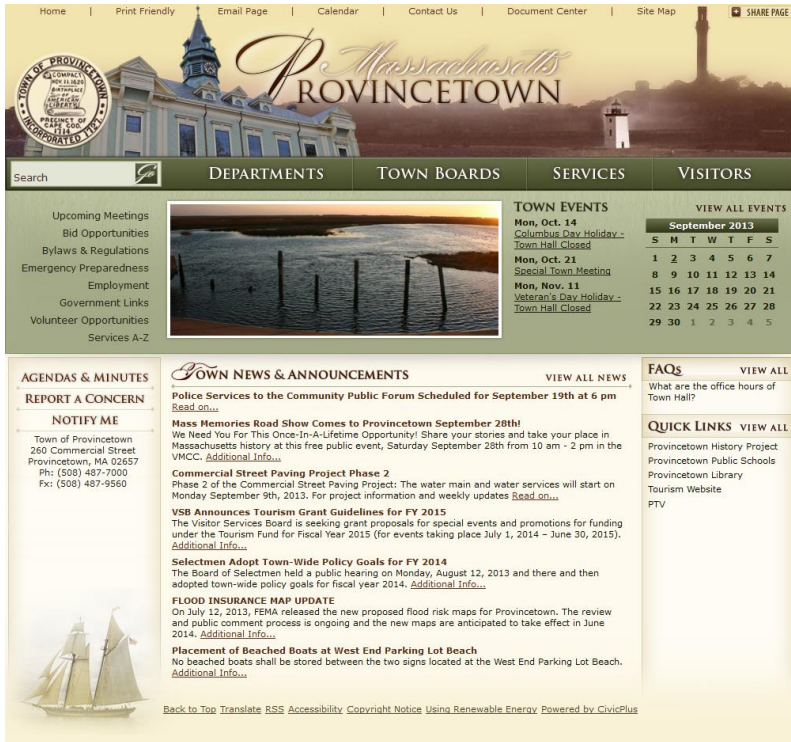 Home | Print Friendly | Email Page | Calendar | Contact Us | Document Center | Site Map SHARE PAGE
Massachusetts
PROVINCETOWN
TOWN OF PROVINCETOWN
INCORPORATED 1727
COMPACT
NOV. 11. 1620
BIRTHPLACE
OF
AMERICAN
LIBERTY
PRECINCT OF
CAPE COD.
1714
Search Go
DEPARTMENTS TOWN BOARDS SERVICES VISITORS
Upcoming Meetings
Bid Opportunities
Bylaws & Regulations
Emergency Preparedness
Employment
Government Links
Volunteer Opportunities
Services A-Z
TOWN EVENTS VIEW ALL EVENTS
Mon, Oct. 14
Columbus Day Holiday -
Town Hall Closed
Mon, Oct. 21
Special Town Meeting
Mon, Nov. 11
Veteran's Day Holiday -
Town Hall Closed
September 2013
S M T W T F S
1 2 3 4 5 6 7
8 9 10 11 12 13 14
15 16 17 18 19 20 21
22 23 24 25 26 27 28
29 30 1 2 3 4 5
AGENDAS & MINUTES
REPORT A CONCERN
NOTIFY ME
Town of Provincetown
260 Commercial Street
Provincetown, MA 02657
Ph: (508) 487-7000
Fx: (508) 487-9560
TOWN NEWS & ANNOUNCEMENTS VIEW ALL NEWS
Police Services to the Community Public Forum Scheduled for September 19th at 6 pm
Read on...
Mass Memories Road Show Comes to Provincetown September 28th!
We Need You For This Once-In-A-Lifetime Opportunity! Share your stories and take your place in
Massachusetts history at this free public event, Saturday September 28th from 10 am - 2 pm in the
VMCC. Additional Info...
Commercial Street Paving Project Phase 2
Phase 2 of the Commercial Street Paving Project: The water main and water services will start on
Monday September 9th, 2013. For project information and weekly updates Read on...
VSB Announces Tourism Grant Guidelines for FY 2015
The Visitor Services Board is seeking grant proposals for special events and promotions for funding
under the Tourism Fund for Fiscal Year 2015 (for events taking place July 1, 2014 – June 30, 2015).
Additional Info...
Selectmen Adopt Town-Wide Policy Goals for FY 2014
The Board of Selectmen held a public hearing on Monday, August 12, 2013 and there and then
adopted town-wide policy goals for fiscal year 2014. Additional Info...
FLOOD INSURANCE MAP UPDATE
On July 12, 2013, FEMA released the new proposed flood risk maps for Provincetown. The review
and public comment process is ongoing and the new maps are anticipated to take effect in June
2014. Additional Info...
Placement of Beached Boats at West End Parking Lot Beach
No beached boats shall be stored between the two signs located at the West End Parking Lot Beach.
Additional Info...
FAQS VIEW ALL
What are the office hours of
Town Hall?
QUICK LINKS VIEW ALL
Provincetown History Project
Provincetown Public Schools
Provincetown Library
Tourism Website
PTV
Back to Top Translate RSS Accessibility Copyright Notice Using Renewable Energy Powered by CivicPlus